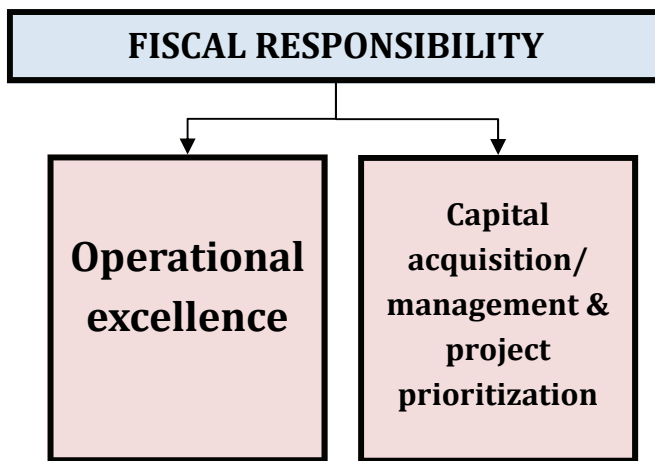 FISCAL RESPONSIBILITY
Operational
excellence
Capital
acquisition/
management &
project
prioritization